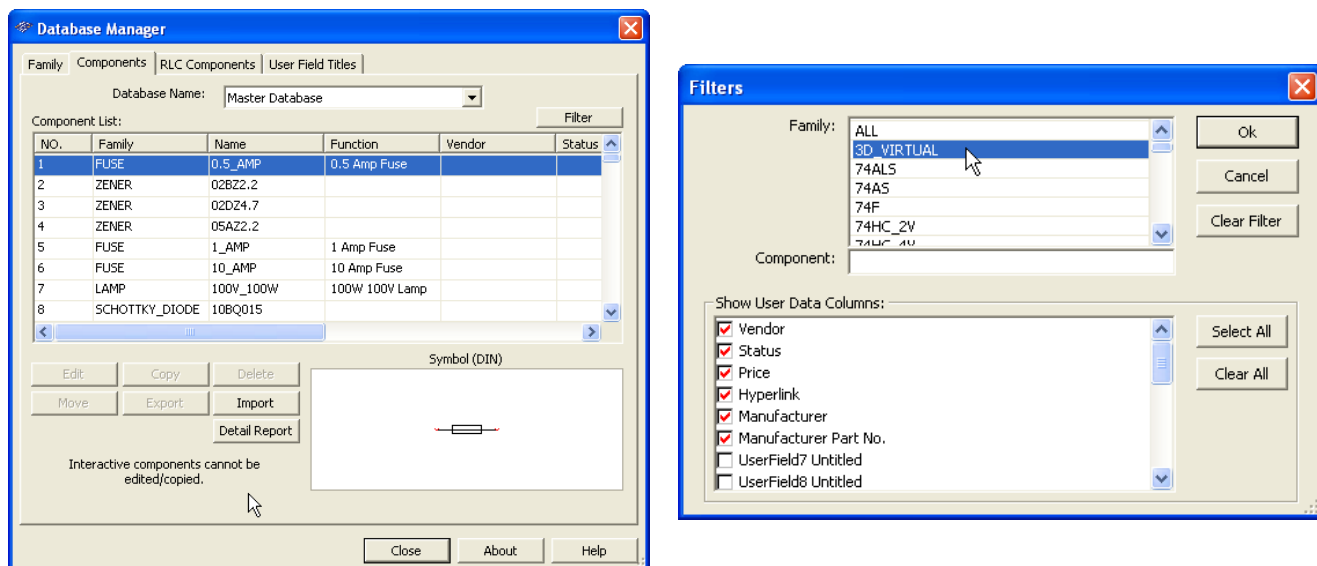 Database Manager
Family Components RLC Components User Field Titles
Database Name: Master Database
Component List: Filter
NO. Family Name Function Vendor Status
1 FUSE 0.5_AMP 0.5 Amp Fuse
2 ZENER 02BZ2.2
3 ZENER 02DZ4.7
4 ZENER 05AZ2.2
5 FUSE 1_AMP 1 Amp Fuse
6 FUSE 10_AMP 10 Amp Fuse
7 LAMP 100V_100W 100W 100V Lamp
8 SCHOTTKY_DIODE 10BQ015
Symbol (DIN)
Edit Copy Delete
Move Export Import
Detail Report
Interactive components cannot be
edited/copied.
Close About Help
Filters
Family: ALL Ok
3D_VIRTUAL
74ALS Cancel
74AS
74F Clear Filter
74HC_2V
74HC_4V
Component:
Show User Data Columns:
Vendor Select All
Status
Price Clear All
Hyperlink
Manufacturer
Manufacturer Part No.
UserField7 Untitled
UserField8 Untitled